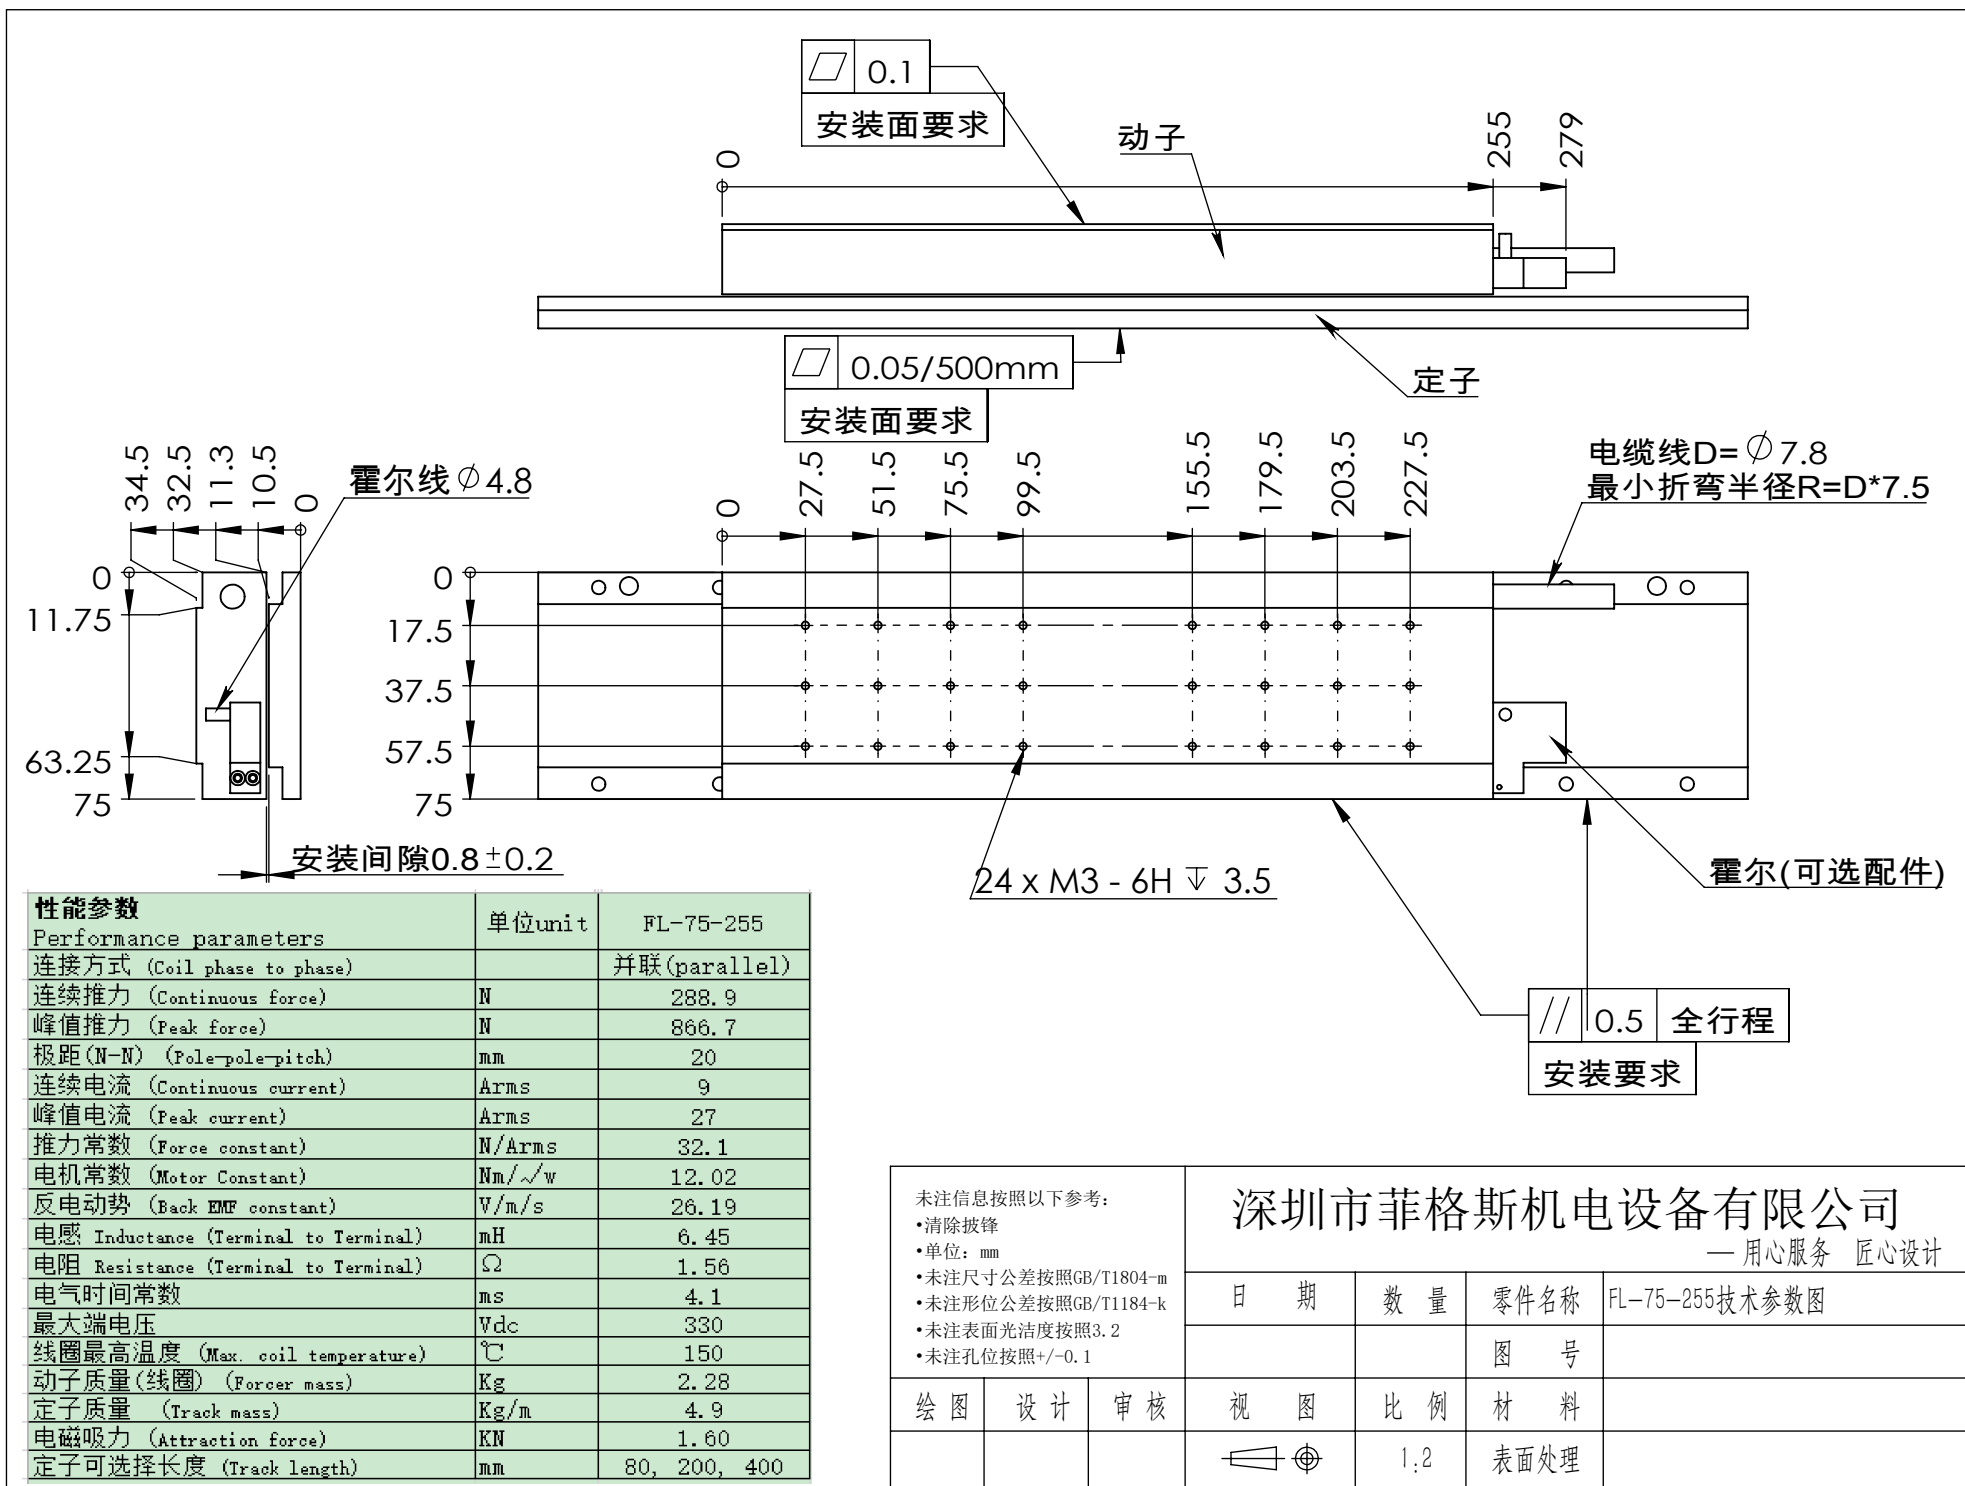 0.1
安装面要求
动子
0
255
279
0.05/500mm
安装面要求
定子
34.5
32.5
11.3
10.5
0
霍尔线∅4.8
0
27.5
51.5
75.5
99.5
155.5
179.5
203.5
227.5
电缆线D=∅7.8
最小折弯半径R=D*7.5
0
11.75
63.25
75
0
17.5
37.5
57.5
75
安装间隙0.8±0.2
24 x M3 - 6H ↧ 3.5
霍尔(可选配件)
// 0.5 全行程
安装要求
性能参数
Performance parameters 单位unit FL-75-255
连接方式 (Coil phase to phase) 并联(parallel)
连续推力 (Continuous force) N 288.9
峰值推力 (Peak force) N 866.7
极距(N-N) (Pole-pole-pitch) mm 20
连续电流 (Continuous current) Arms 9
峰值电流 (Peak current) Arms 27
推力常数 (Force constant) N/Arms 32.1
电机常数 (Motor Constant) Nm/√w 12.02
反电动势 (Back EMF constant) V/m/s 26.19
电感 Inductance (Terminal to Terminal) mH 6.45
电阻 Resistance (Terminal to Terminal) Ω 1.56
电气时间常数 ms 4.1
最大端电压 Vdc 330
线圈最高温度 (Max. coil temperature) ℃ 150
动子质量(线圈) (Forcer mass) Kg 2.28
定子质量 (Track mass) Kg/m 4.9
电磁吸力 (Attraction force) KN 1.60
定子可选择长度 (Track length) mm 80, 200, 400
未注信息按照以下参考:
•清除披锋
•单位: mm
•未注尺寸公差按照GB/T1804-m
•未注形位公差按照GB/T1184-k
•未注表面光洁度按照3.2
•未注孔位按照+/-0.1
深圳市菲格斯机电设备有限公司
— 用心服务 匠心设计
日 期 数 量 零件名称 FL-75-255技术参数图
图 号
绘图 设计 审核 视 图 比 例 材 料
1:2 表面处理